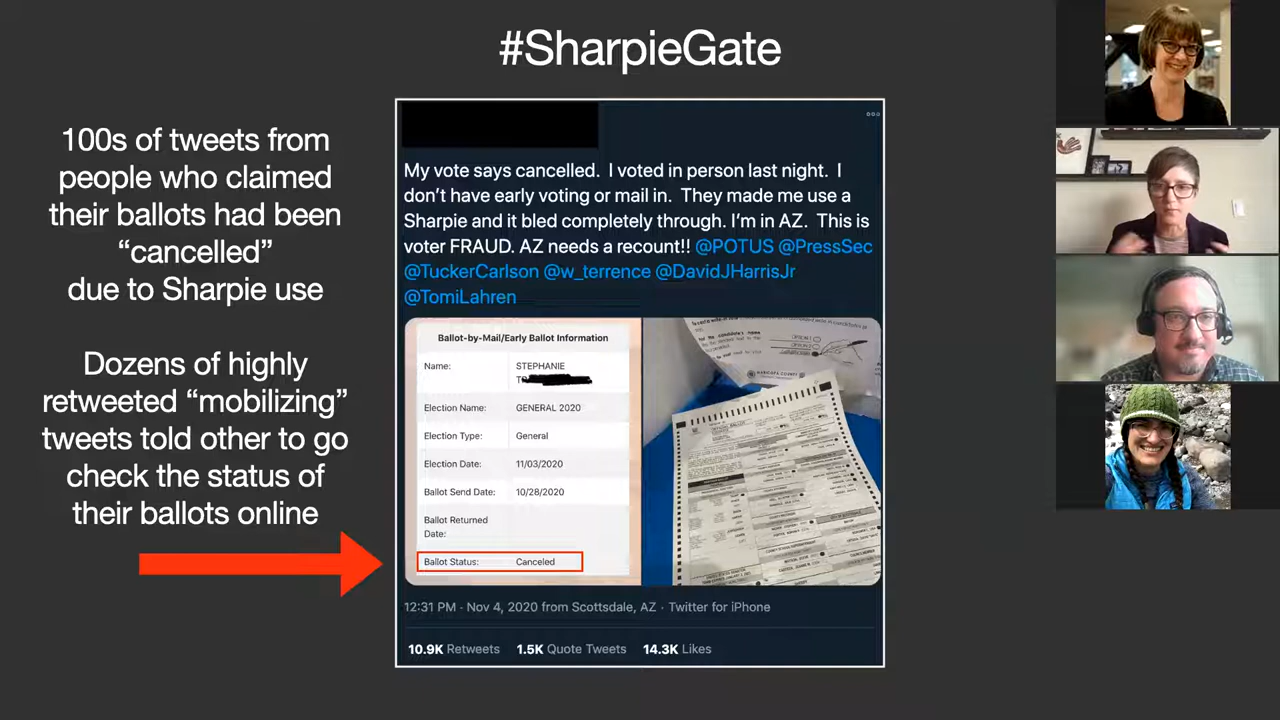 #SharpieGate
100s of tweets from
people who claimed
their ballots had been
“cancelled”
due to Sharpie use
Dozens of highly
retweeted “mobilizing”
tweets told other to go
check the status of
their ballots online
My vote says cancelled. I voted in person last night. I
don’t have early voting or mail in. They made me use a
Sharpie and it bled completely through. I’m in AZ. This is
voter FRAUD. AZ needs a recount!! @POTUS @PressSec
@TuckerCarlson @w_terrence @DavidJHarrisJr
@TomiLahren
Ballot-by-Mail/Early Ballot Information
Name: STEPHANIE
Election Name: GENERAL 2020
Election Type: General
Election Date: 11/03/2020
Ballot Send Date: 10/28/2020
Ballot Returned
Date:
Ballot Status: Canceled
MARICOPA COUNTY
12:31 PM · Nov 4, 2020 from Scottsdale, AZ · Twitter for iPhone
10.9K Retweets 1.5K Quote Tweets 14.3K Likes